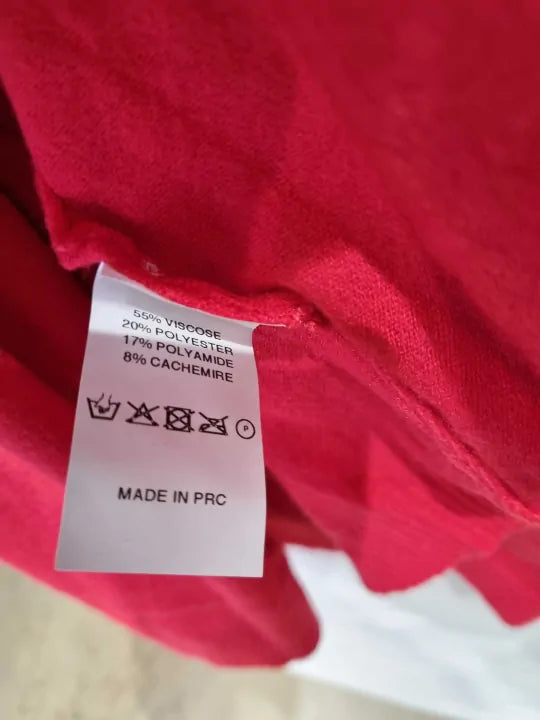 55% VISCOSE
20% POLYESTER
17% POLYAMIDE
8% CACHEMIRE
P
MADE IN PRC